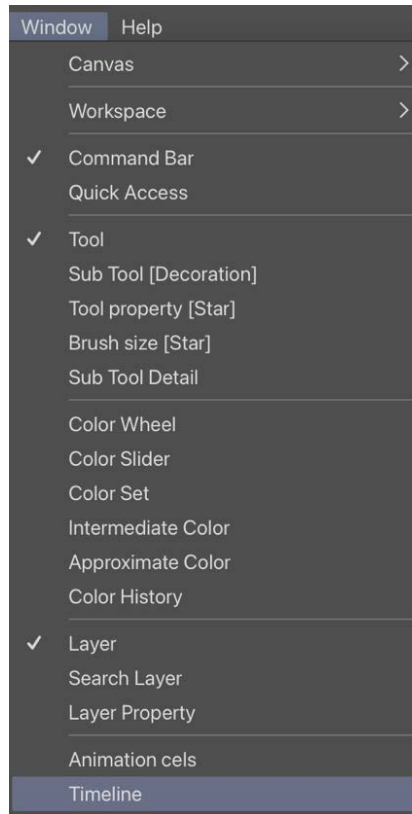 Window Help
Canvas
Workspace
Command Bar
Quick Access
Tool
Sub Tool [Decoration]
Tool property [Star]
Brush size [Star]
Sub Tool Detail
Color Wheel
Color Slider
Color Set
Intermediate Color
Approximate Color
Color History
Layer
Search Layer
Layer Property
Animation cels
Timeline